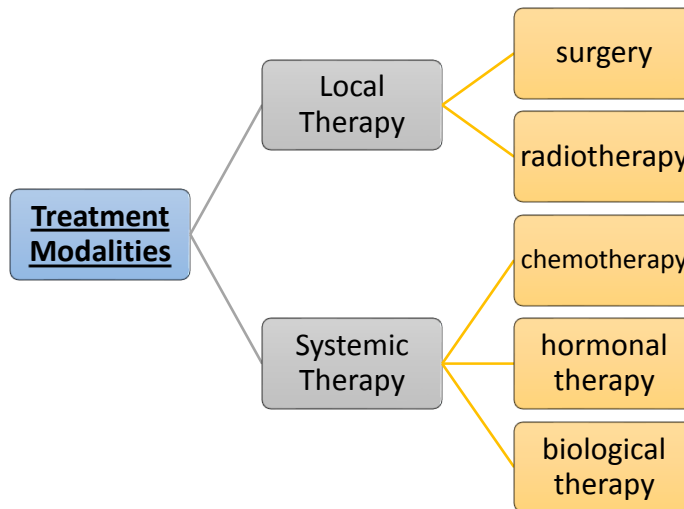 Treatment
Modalities
Local
Therapy
surgery
radiotherapy
Systemic
Therapy
chemotherapy
hormonal
therapy
biological
therapy